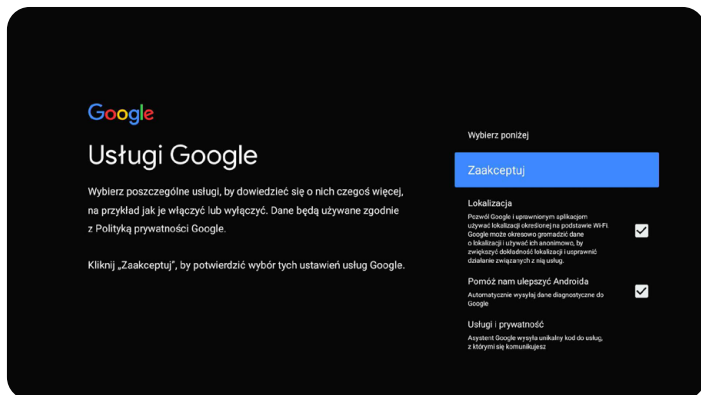 Google
Usługi Google
Wybierz poszczególne usługi, by dowiedzieć się o nich czegoś więcej,
na przykład jak je włączyć lub wyłączyć. Dane będą używane zgodnie
z Polityką prywatności Google.
Kliknij „Zaakceptuj”, by potwierdzić wybór tych ustawień usług Google.
Wybierz poniżej
Zaakceptuj
Lokalizacja
Pozwól Google i uprawnionym aplikacjom
używać lokalizacji określonej na podstawie Wi-Fi.
Google może okresowo gromadzić dane
o lokalizacji i używać ich anonimowo, by
zwiększyć dokładność lokalizacji i usprawnić
działanie związanych z nią usług.
Pomóż nam ulepszyć Androida
Automatycznie wysyłaj dane diagnostyczne do
Google
Usługi i prywatność
Asystent Google wysyła unikalny kod do usług,
z którymi się komunikujesz